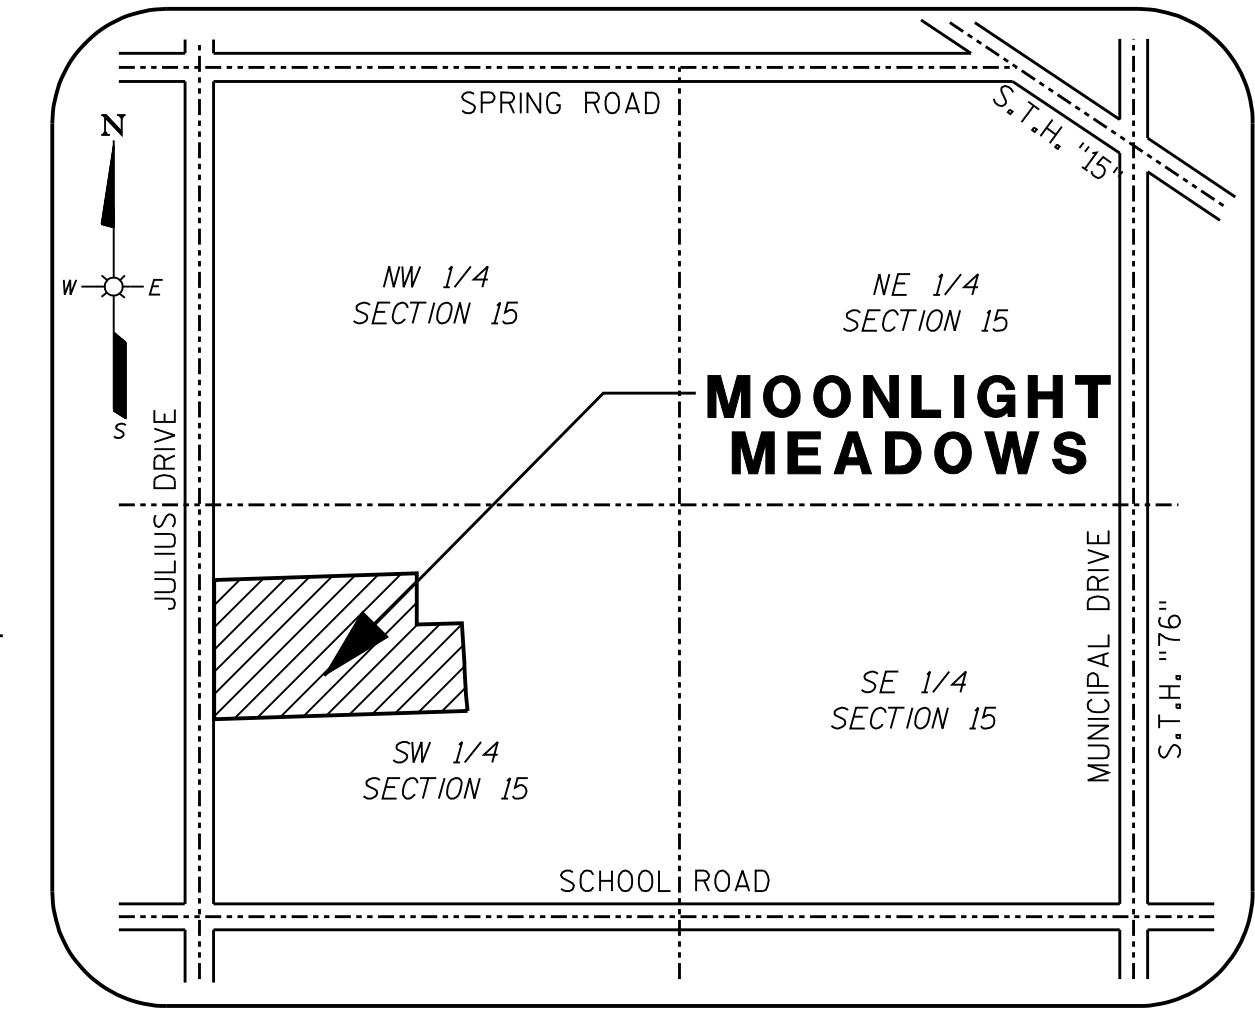 SPRING ROAD
S.T.H. "15"
N
W E
S
NW 1/4
SECTION 15
NE 1/4
SECTION 15
MOONLIGHT
MEADOWS
JULIUS DRIVE
MUNICIPAL DRIVE
S.T.H. "76"
SE 1/4
SECTION 15
SW 1/4
SECTION 15
SCHOOL ROAD